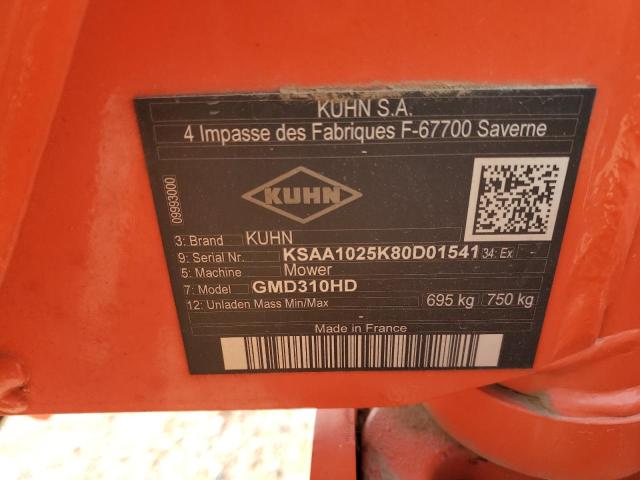 KUHN S.A.
4 Impasse des Fabriques F-67700 Saverne
09993000
KUHN
3: Brand KUHN
9: Serial Nr. KSAA1025K80D01541 34: Ex -
5: Machine Mower
7: Model GMD310HD -
12: Unladen Mass Min/Max 695 kg 750 kg
Made in France